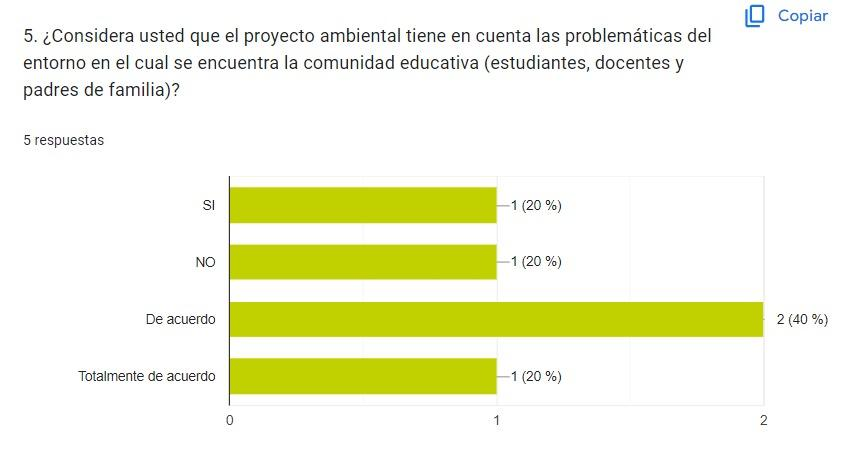 Copiar
5. ¿Considera usted que el proyecto ambiental tiene en cuenta las problemáticas del
entorno en el cual se encuentra la comunidad educativa (estudiantes, docentes y
padres de familia)?
5 respuestas
SI
1 (20 %)
NO
1 (20 %)
De acuerdo
2 (40 %)
Totalmente de acuerdo
1 (20 %)
0
1
2